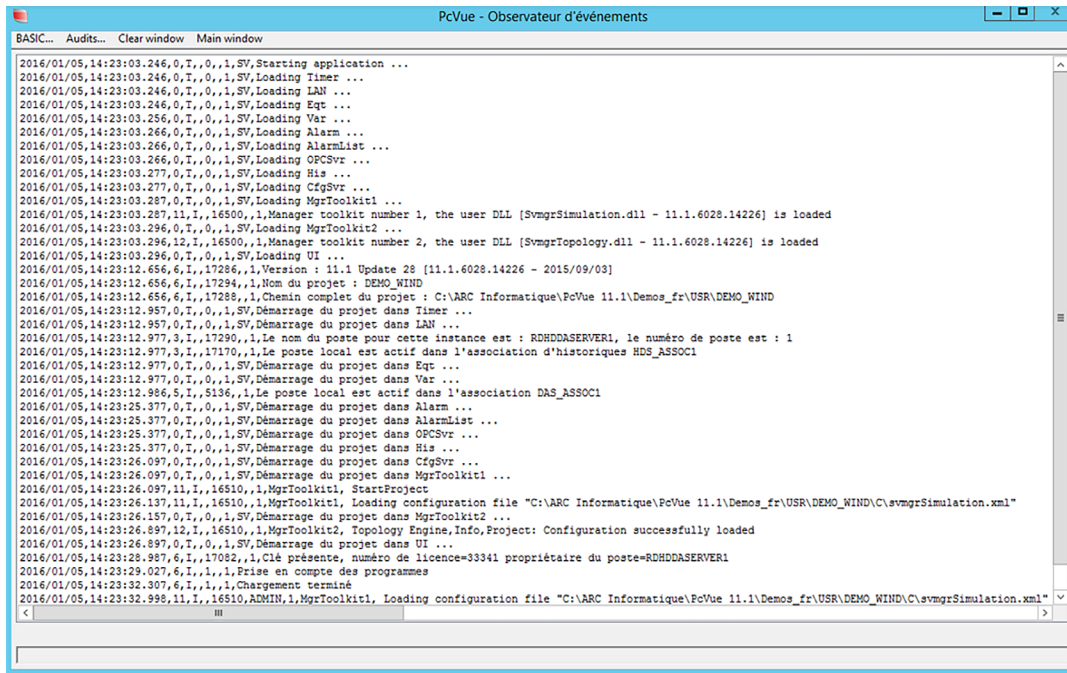 PcVue - Observateur d'événements
BASIC... Audits... Clear window Main window
2016/01/05,14:23:03.246,0,T,,0,,1,SV,Starting application ...
2016/01/05,14:23:03.246,0,T,,0,,1,SV,Loading Timer ...
2016/01/05,14:23:03.246,0,T,,0,,1,SV,Loading LAN ...
2016/01/05,14:23:03.246,0,T,,0,,1,SV,Loading Eqt ...
2016/01/05,14:23:03.256,0,T,,0,,1,SV,Loading Var ...
2016/01/05,14:23:03.266,0,T,,0,,1,SV,Loading Alarm ...
2016/01/05,14:23:03.266,0,T,,0,,1,SV,Loading AlarmList ...
2016/01/05,14:23:03.266,0,T,,0,,1,SV,Loading OPCSvr ...
2016/01/05,14:23:03.277,0,T,,0,,1,SV,Loading His ...
2016/01/05,14:23:03.277,0,T,,0,,1,SV,Loading CfgSvr ...
2016/01/05,14:23:03.287,0,T,,0,,1,SV,Loading MgrToolkit1 ...
2016/01/05,14:23:03.287,11,I,,16500,,1,Manager toolkit number 1, the user DLL [SvmgrSimulation.dll - 11.1.6028.14226] is loaded
2016/01/05,14:23:03.296,0,T,,0,,1,SV,Loading MgrToolkit2 ...
2016/01/05,14:23:03.296,12,I,,16500,,1,Manager toolkit number 2, the user DLL [SvmgrTopology.dll - 11.1.6028.14226] is loaded
2016/01/05,14:23:03.296,0,T,,0,,1,SV,Loading UI ...
2016/01/05,14:23:12.656,6,I,,17286,,1,Version : 11.1 Update 28 [11.1.6028.14226 - 2015/09/03]
2016/01/05,14:23:12.656,6,I,,17294,,1,Nom du projet : DEMO_WIND
2016/01/05,14:23:12.656,6,I,,17288,,1,Chemin complet du projet : C:\ARC Informatique\PcVue 11.1\Demos_fr\USR\DEMO_WIND
2016/01/05,14:23:12.957,0,T,,0,,1,SV,Démarrage du projet dans Timer ...
2016/01/05,14:23:12.957,0,T,,0,,1,SV,Démarrage du projet dans LAN ...
2016/01/05,14:23:12.977,3,I,,17290,,1,Le nom du poste pour cette instance est : RDHDDASERVER1, le numéro de poste est : 1
2016/01/05,14:23:12.977,3,I,,17170,,1,Le poste local est actif dans l'association d'historiques HDS_ASSOC1
2016/01/05,14:23:12.977,0,T,,0,,1,SV,Démarrage du projet dans Eqt ...
2016/01/05,14:23:12.977,0,T,,0,,1,SV,Démarrage du projet dans Var ...
2016/01/05,14:23:12.986,5,I,,5136,,1,Le poste local est actif dans l'association DAS_ASSOC1
2016/01/05,14:23:25.377,0,T,,0,,1,SV,Démarrage du projet dans Alarm ...
2016/01/05,14:23:25.377,0,T,,0,,1,SV,Démarrage du projet dans AlarmList ...
2016/01/05,14:23:25.377,0,T,,0,,1,SV,Démarrage du projet dans OPCSvr ...
2016/01/05,14:23:25.377,0,T,,0,,1,SV,Démarrage du projet dans His ...
2016/01/05,14:23:26.097,0,T,,0,,1,SV,Démarrage du projet dans CfgSvr ...
2016/01/05,14:23:26.097,0,T,,0,,1,SV,Démarrage du projet dans MgrToolkit1 ...
2016/01/05,14:23:26.097,11,I,,16510,,1,MgrToolkit1, StartProject
2016/01/05,14:23:26.137,11,I,,16510,,1,MgrToolkit1, Loading configuration file "C:\ARC Informatique\PcVue 11.1\Demos_fr\USR\DEMO_WIND\C\svmgrSimulation.xml"
2016/01/05,14:23:26.157,0,T,,0,,1,SV,Démarrage du projet dans MgrToolkit2 ...
2016/01/05,14:23:26.897,12,I,,16510,,1,MgrToolkit2, Topology Engine,Info,Project: Configuration successfully loaded
2016/01/05,14:23:26.897,0,T,,0,,1,SV,Démarrage du projet dans UI ...
2016/01/05,14:23:28.987,6,I,,17082,,1,Clé présente, numéro de licence=33341 propriétaire du poste=RDHDDASERVER1
2016/01/05,14:23:29.027,6,I,,1,,1,Prise en compte des programmes
2016/01/05,14:23:32.307,6,I,,1,,1,Chargement terminé
2016/01/05,14:23:32.998,11,I,,16510,ADMIN,1,MgrToolkit1, Loading configuration file "C:\ARC Informatique\PcVue 11.1\Demos_fr\USR\DEMO_WIND\C\svmgrSimulation.xml"